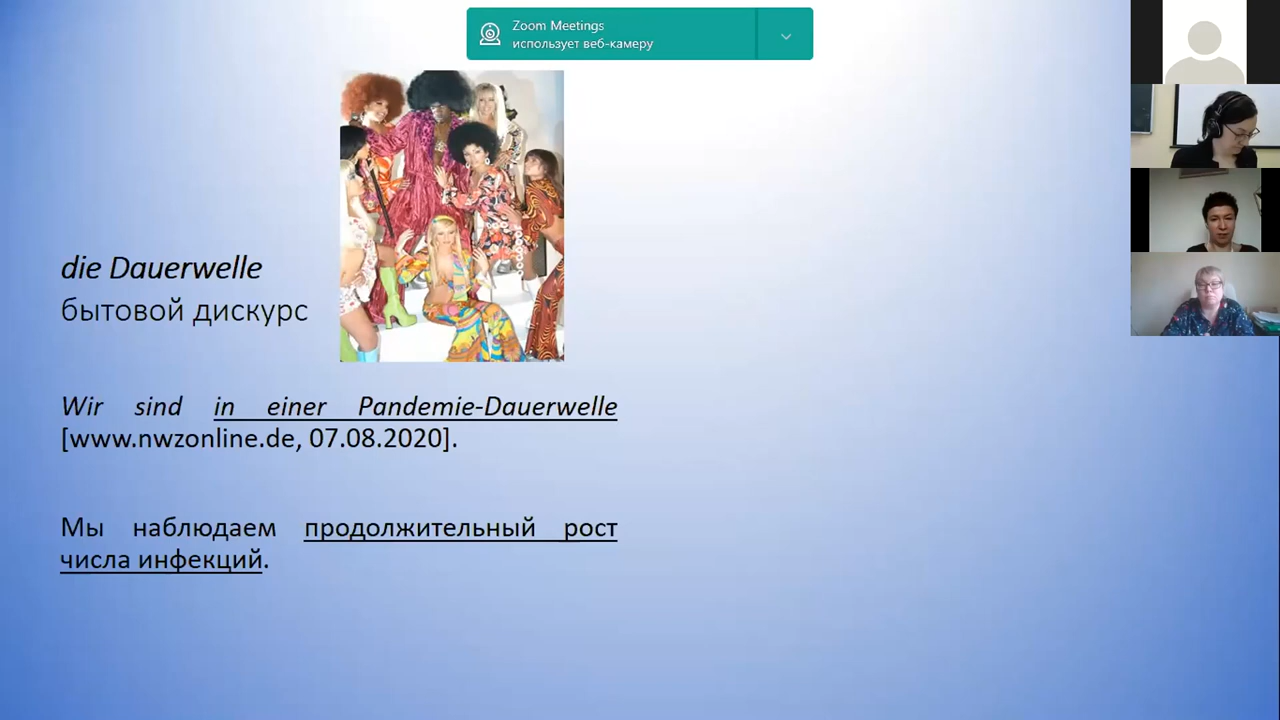 Zoom Meetings
использует веб-камеру
die Dauerwelle
бытовой дискурс
Wir sind in einer Pandemie-Dauerwelle
[www.nwzonline.de, 07.08.2020].
Мы наблюдаем продолжительный рост
числа инфекций.